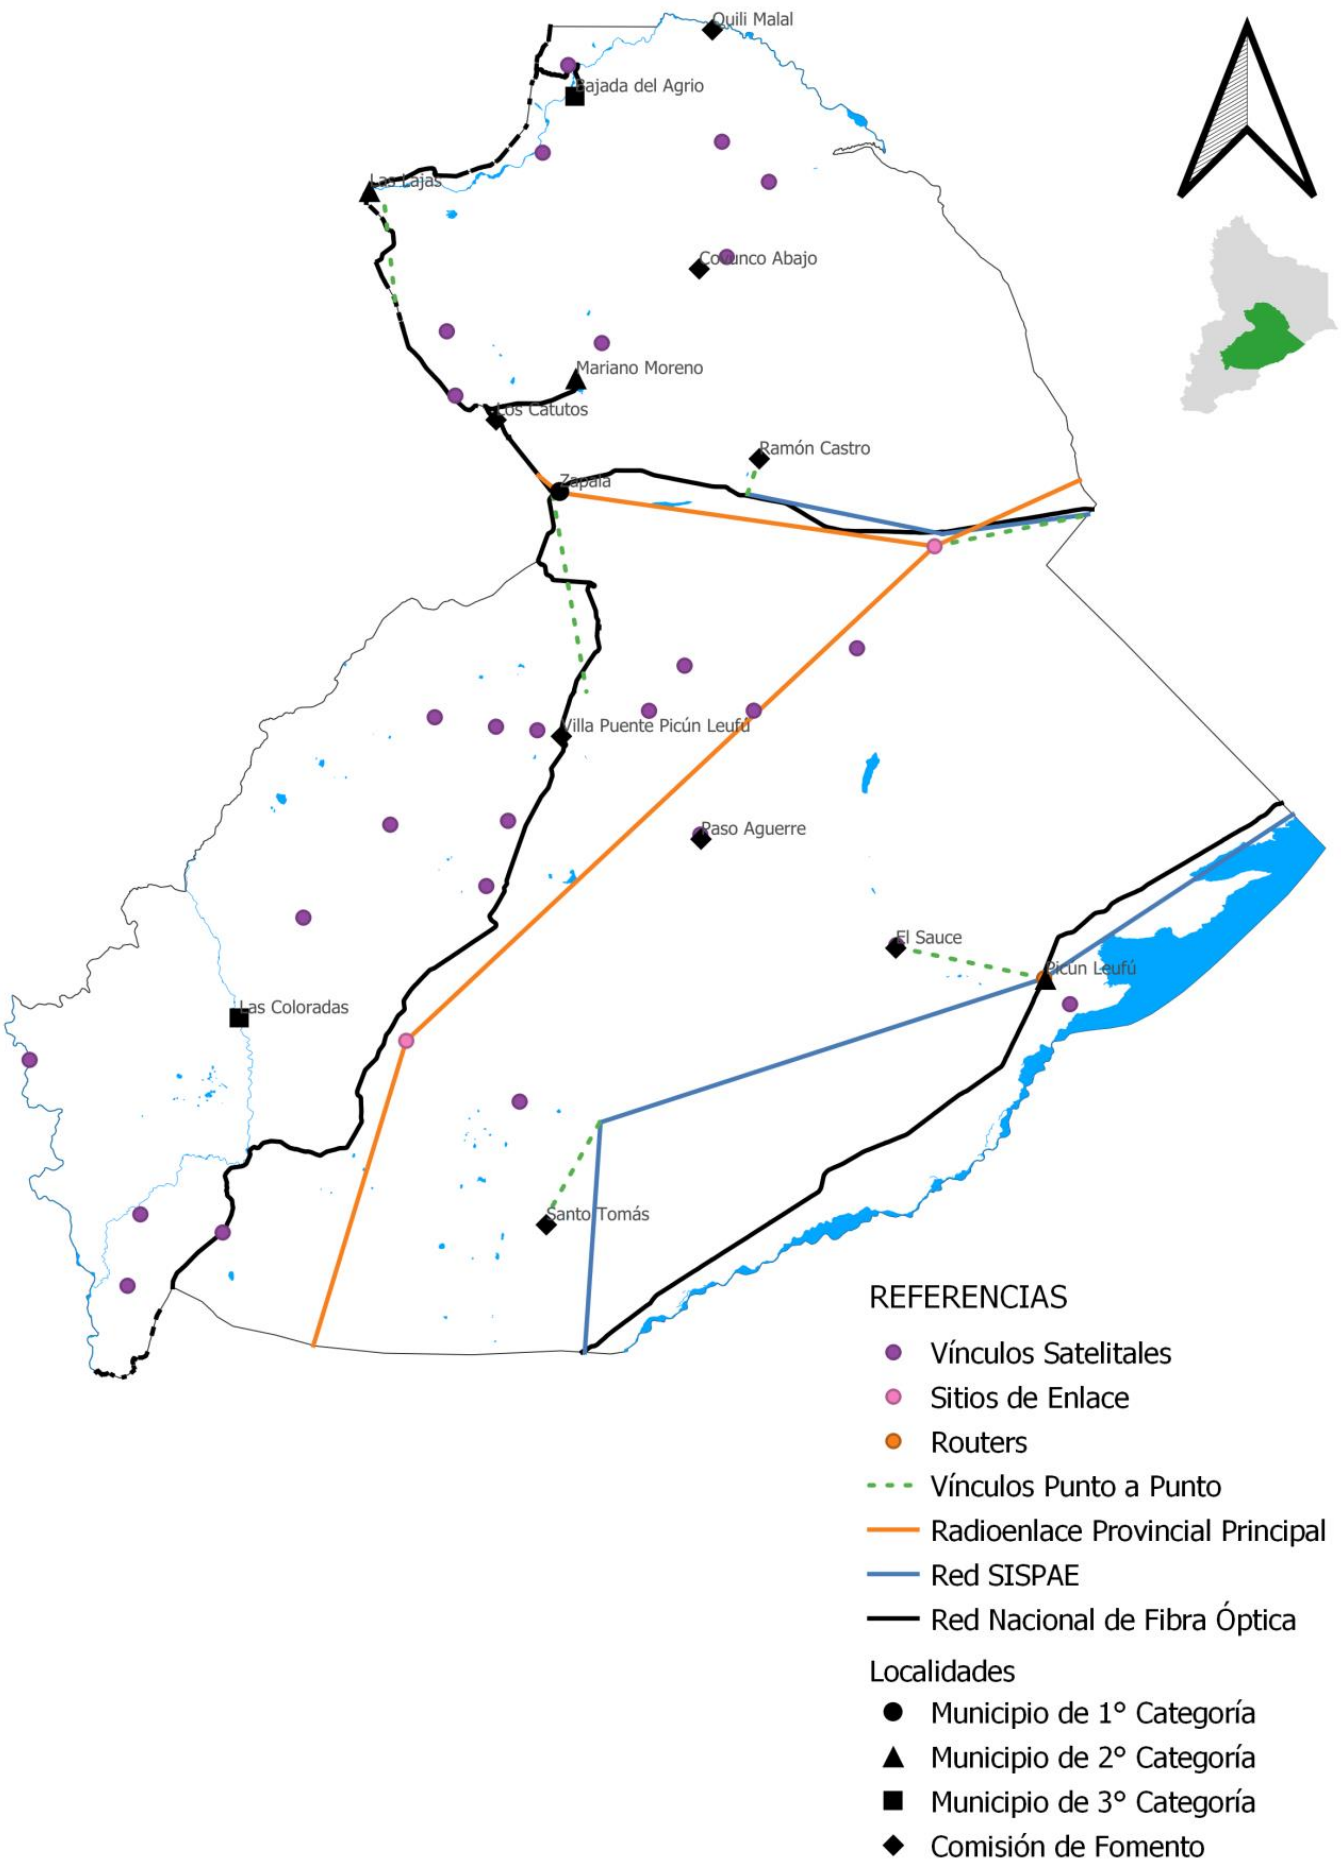 Quili Malal
Bajada del Agrio
Las Lajas
Covunco Abajo
Mariano Moreno
Los Catutos
Ramón Castro
Zapala
Villa Puente Picún Leufú
Paso Aguerre
El Sauce
Picun Leufú
Las Coloradas
Santo Tomás
REFERENCIAS
Vínculos Satelitales
Sitios de Enlace
Routers
Vínculos Punto a Punto
Radioenlace Provincial Principal
Red SISPAE
Red Nacional de Fibra Óptica
Localidades
Municipio de 1° Categoría
Municipio de 2° Categoría
Municipio de 3° Categoría
Comisión de Fomento